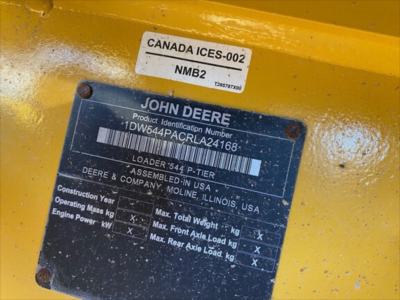 CANADA ICES-002
NMB2
JOHN DEERE
Product Identification Number
1DW544PACRLA24168
LOADER 544 P-TIER
ASSEMBLED-IN USA
DEERE & COMPANY, MOLINE, ILLINOIS, USA
Construction Year
Operating Mass kg X
Engine Power kW X
Max. Total Weight kg X
Max. Front Axle Load kg X
Max. Rear Axle Load kg X